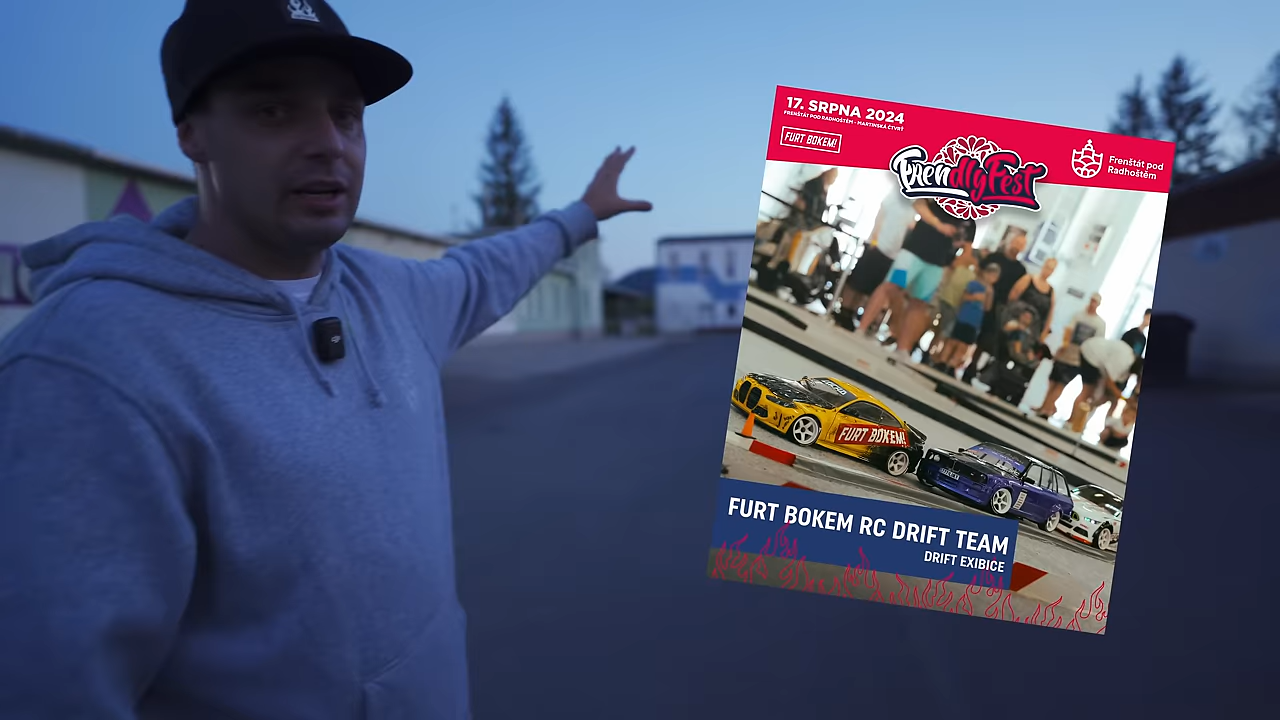 17. SRPNA 2024
FRENŠTÁT POD RADHOŠTĚM - MARTINSKÁ ČTVRŤ
FURT BOKEM!
FrendlyFest
Frenštát pod
Radhoštěm
FURT BOKEM!
FURT BOKEM RC DRIFT TEAM
DRIFT EXIBICE